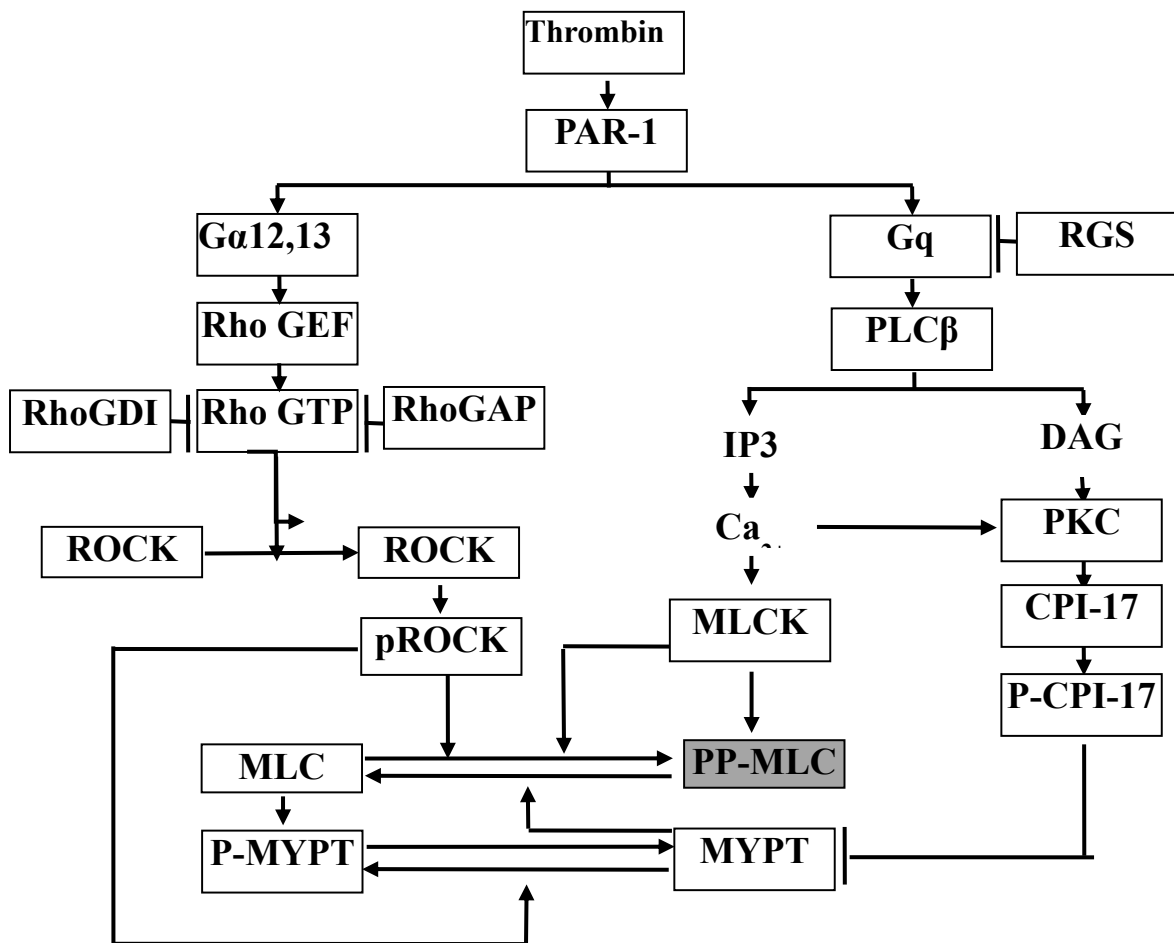 Thrombin
PAR-1
Gα12,13
Gq
RGS
Rho GEF
PLCβ
RhoGDI
Rho GTP
RhoGAP
IP3
DAG
ROCK
ROCK
Ca
PKC
pROCK
MLCK
CPI-17
P-CPI-17
MLC
PP-MLC
P-MYPT
MYPT